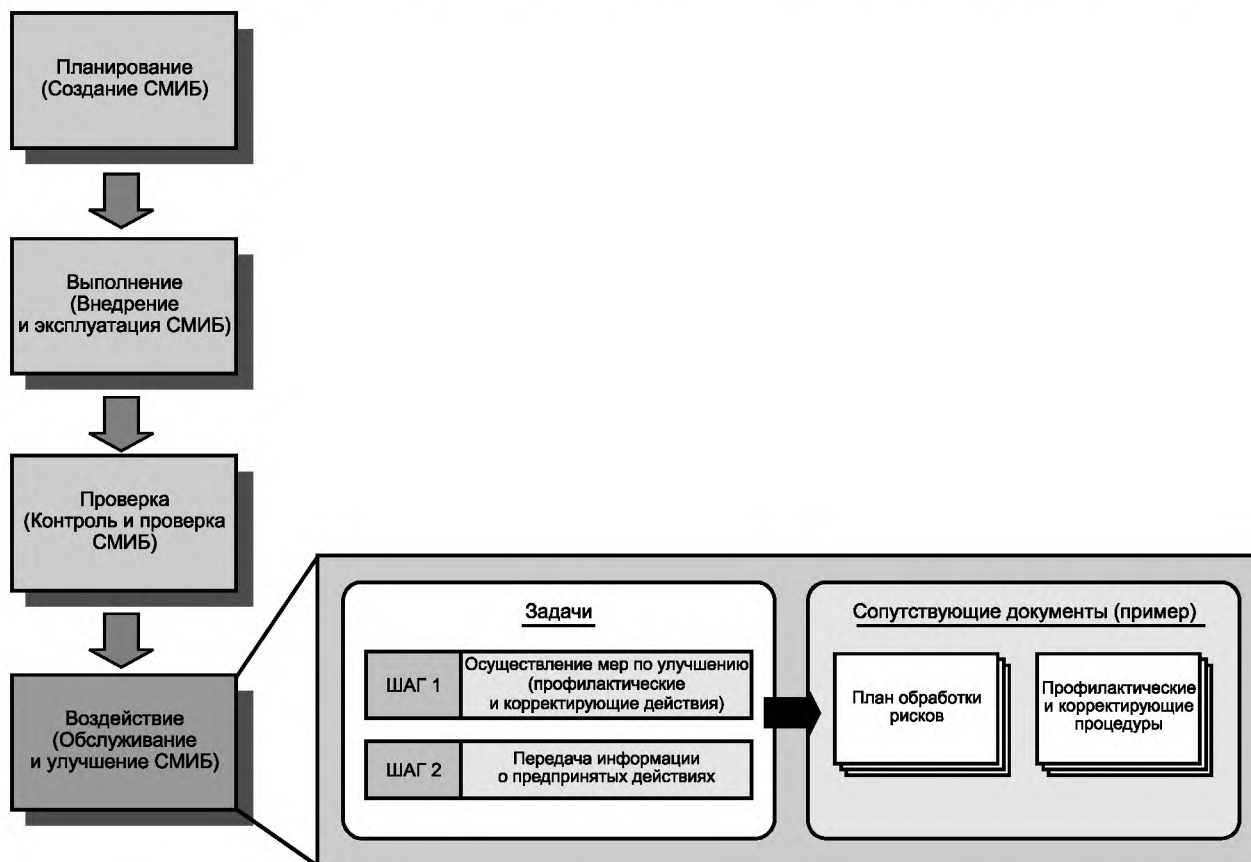 Планирование
(Создание СМИБ)
Выполнение
(Внедрение
и эксплуатация СМИБ)
Проверка
(Контроль и проверка
СМИБ)
Воздействие
(Обслуживание
и улучшение СМИБ)
Задачи
ШАГ 1
Осуществление мер по улучшению
(профилактические
и корректирующие действия)
ШАГ 2
Передача информации
о предпринятых действиях
Сопутствующие документы (пример)
План обработки
рисков
Профилактические
и корректирующие
процедуры